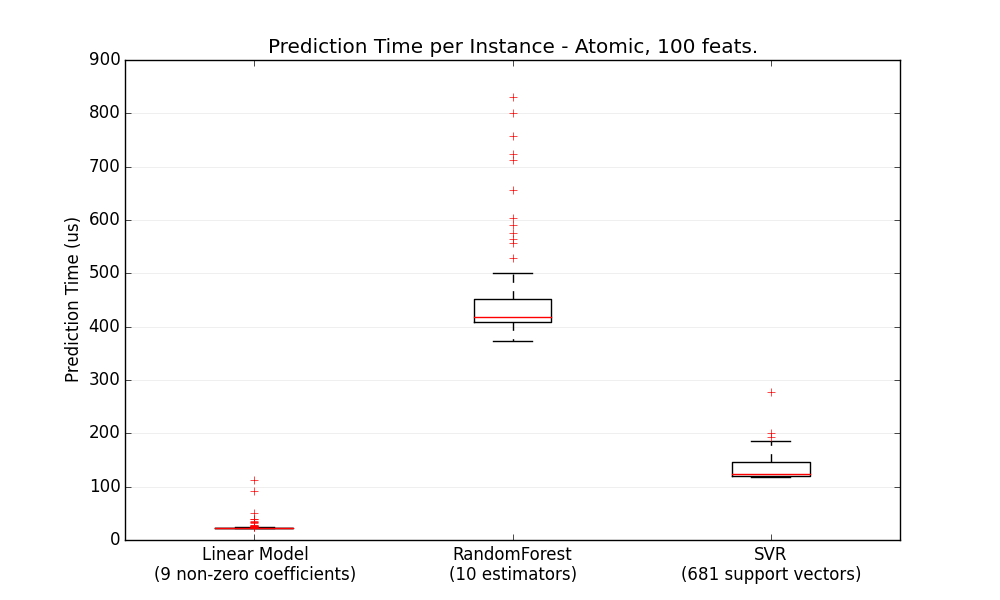 Prediction Time per Instance - Atomic, 100 feats.
900
800
700
600
500
400
300
200
100
0
Prediction Time (us)
Linear Model
(9 non-zero coefficients)
RandomForest
(10 estimators)
SVR
(681 support vectors)